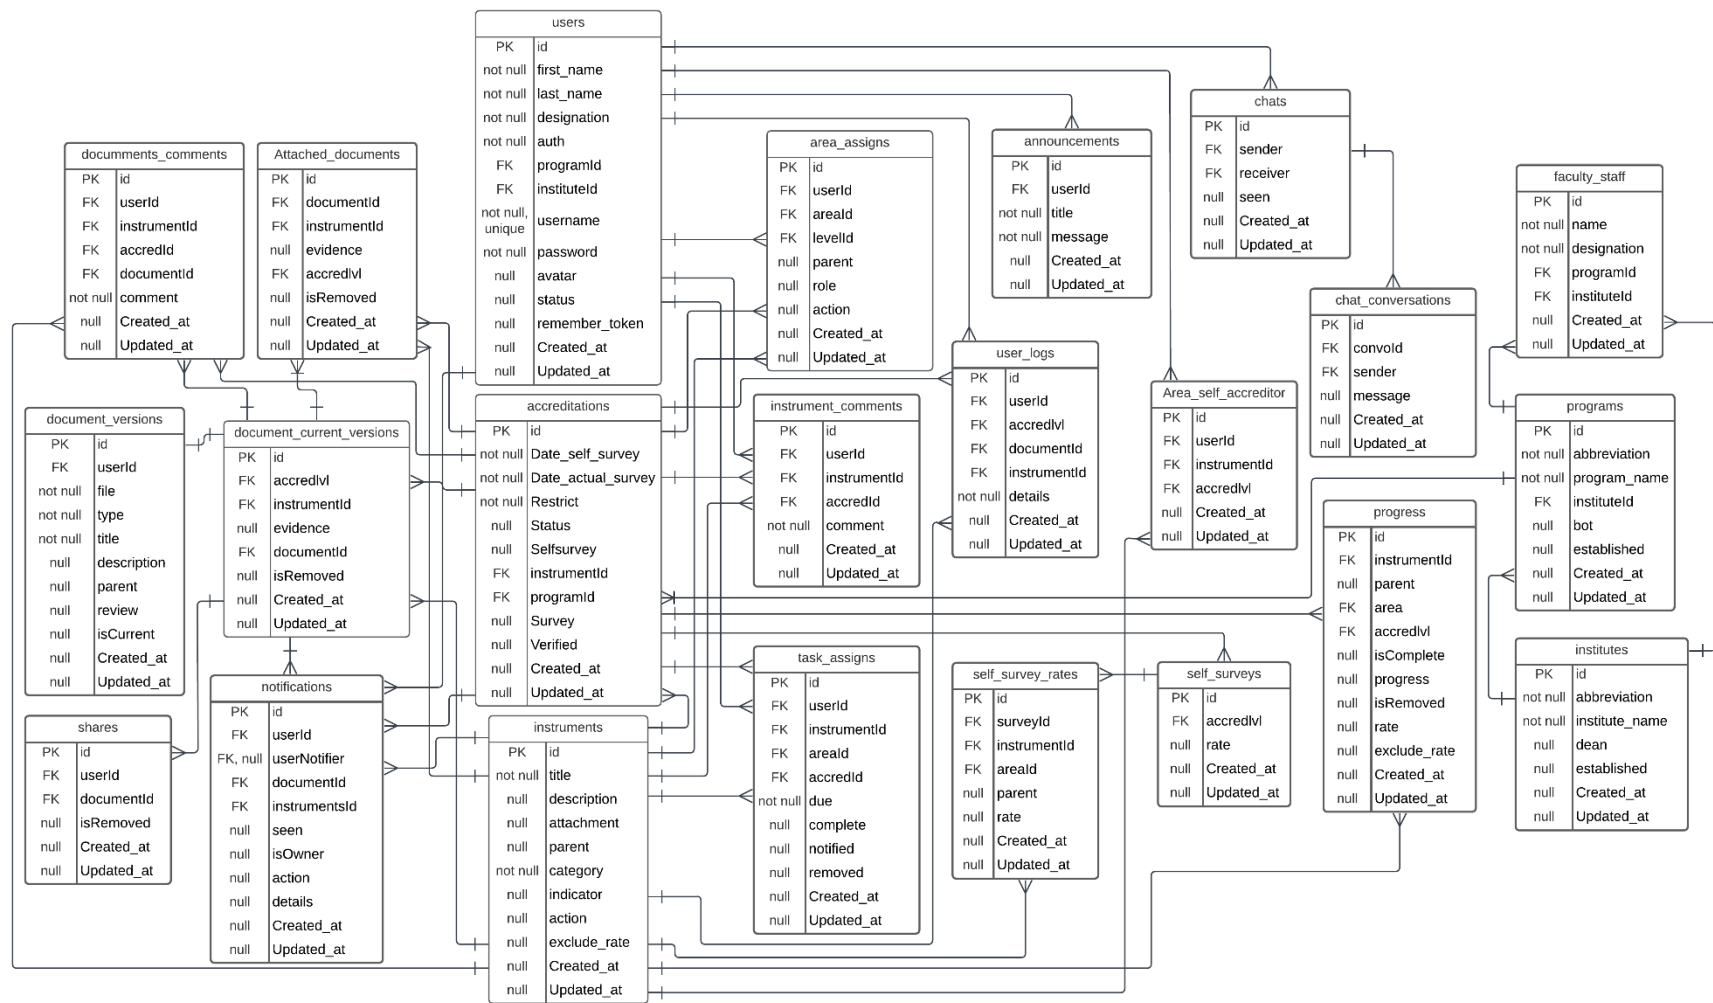 users
PK id
not null first_name
not null last_name
not null designation
not null auth
FK programId
FK instituteId
not null,
unique username
not null password
null avatar
null status
null remember_token
null Created_at
null Updated_at
documments_comments
PK id
FK userId
FK instrumentId
FK accredId
FK documentId
not null comment
null Created_at
null Updated_at
Attached_documents
PK id
FK documentId
FK instrumentId
null evidence
FK accredlvl
null isRemoved
null Created_at
null Updated_at
area_assigns
PK id
FK userId
FK areaId
FK levelId
null parent
null role
null action
null Created_at
null Updated_at
announcements
PK id
FK userId
not null title
not null message
null Created_at
null Updated_at
chats
PK id
FK sender
FK receiver
null seen
null Created_at
null Updated_at
faculty_staff
PK id
not null name
not null designation
FK programId
FK instituteId
null Created_at
null Updated_at
chat_conversations
PK id
FK convoId
FK sender
null message
null Created_at
null Updated_at
user_logs
PK id
FK userId
FK accredlvl
FK documentId
FK instrumentId
not null details
null Created_at
null Updated_at
Area_self_accreditor
PK id
FK userId
FK instrumentId
FK accredlvl
null Created_at
null Updated_at
document_versions
PK id
FK userId
not null file
not null type
not null title
null description
null parent
null review
null isCurrent
null Created_at
null Updated_at
document_current_versions
PK id
FK accredlvl
FK instrumentId
null evidence
FK documentId
null isRemoved
null Created_at
null Updated_at
accreditations
PK id
not null Date_self_survey
not null Date_actual_survey
not null Restrict
null Status
null Selfsurvey
FK instrumentId
FK programId
null Survey
null Verified
null Created_at
null Updated_at
instrument_comments
PK id
FK userId
FK instrumentId
FK accredId
not null comment
null Created_at
null Updated_at
programs
PK id
not null abbreviation
not null program_name
FK instituteId
null bot
null established
null Created_at
null Updated_at
progress
PK id
FK instrumentId
null parent
FK area
FK accredlvl
null isComplete
null progress
null isRemoved
null rate
null exclude_rate
null Created_at
null Updated_at
institutes
PK id
not null abbreviation
not null institute_name
null dean
null established
null Created_at
null Updated_at
task_assigns
PK id
FK userId
FK instrumentId
FK areaId
FK accredId
not null due
null complete
null notified
null removed
null Created_at
null Updated_at
self_survey_rates
PK id
FK surveyId
FK instrumentId
FK areaId
null parent
null rate
null Created_at
null Updated_at
self_surveys
PK id
FK accredlvl
null rate
null Created_at
null Updated_at
notifications
PK id
FK userId
FK, null userNotifier
FK documentId
FK instrumentsId
null seen
null isOwner
null action
null details
null Created_at
null Updated_at
shares
PK id
FK userId
FK documentId
null isRemoved
null Created_at
null Updated_at
instruments
PK id
not null title
null description
null attachment
null parent
not null category
null indicator
null action
null exclude_rate
null Created_at
null Updated_at